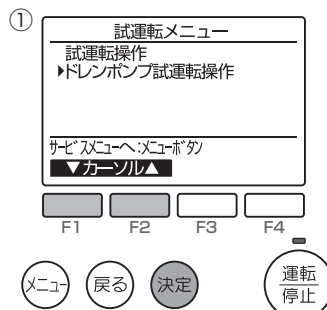 ①
試運転メニュー
試運転操作
▶ドレンポンプ試運転操作
サービスメニューへ:メニューボタン
▼カーソル▲
F1 F2 F3 F4
メニュー 戻る 決定 運転
停止